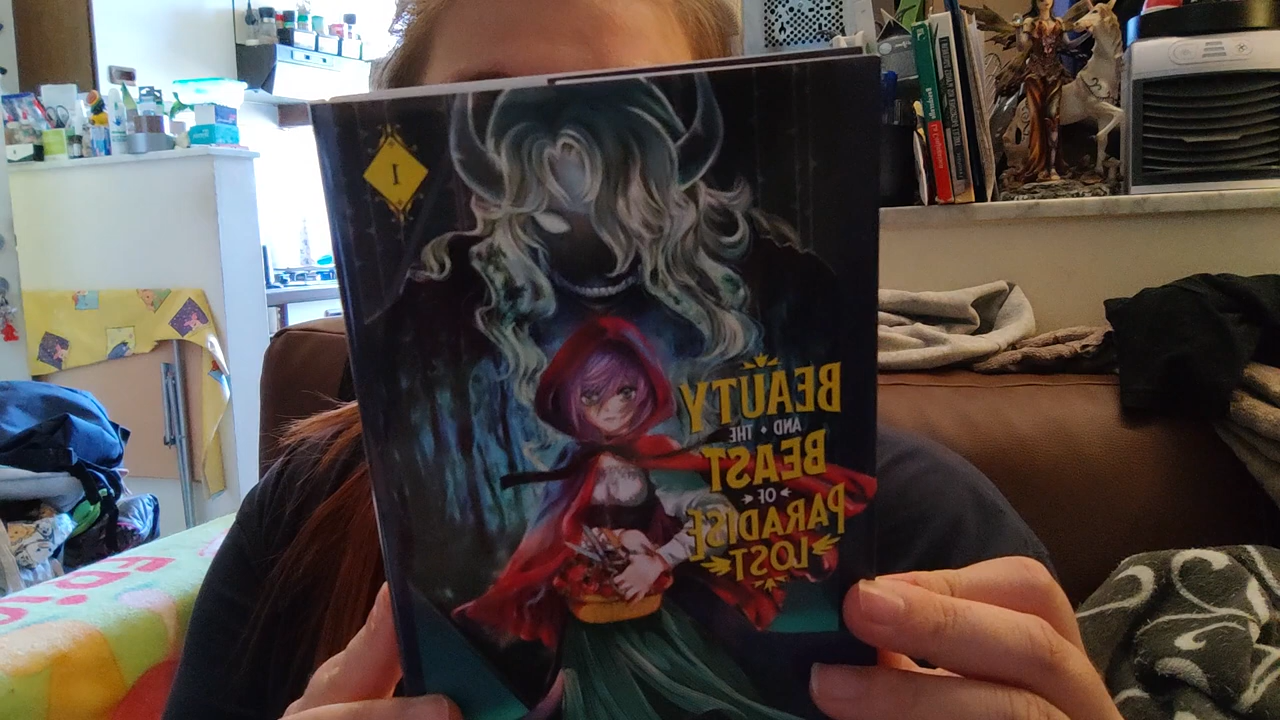 I
BEAUTY
AND • THE
BEAST
OF
PARADISE
LOST